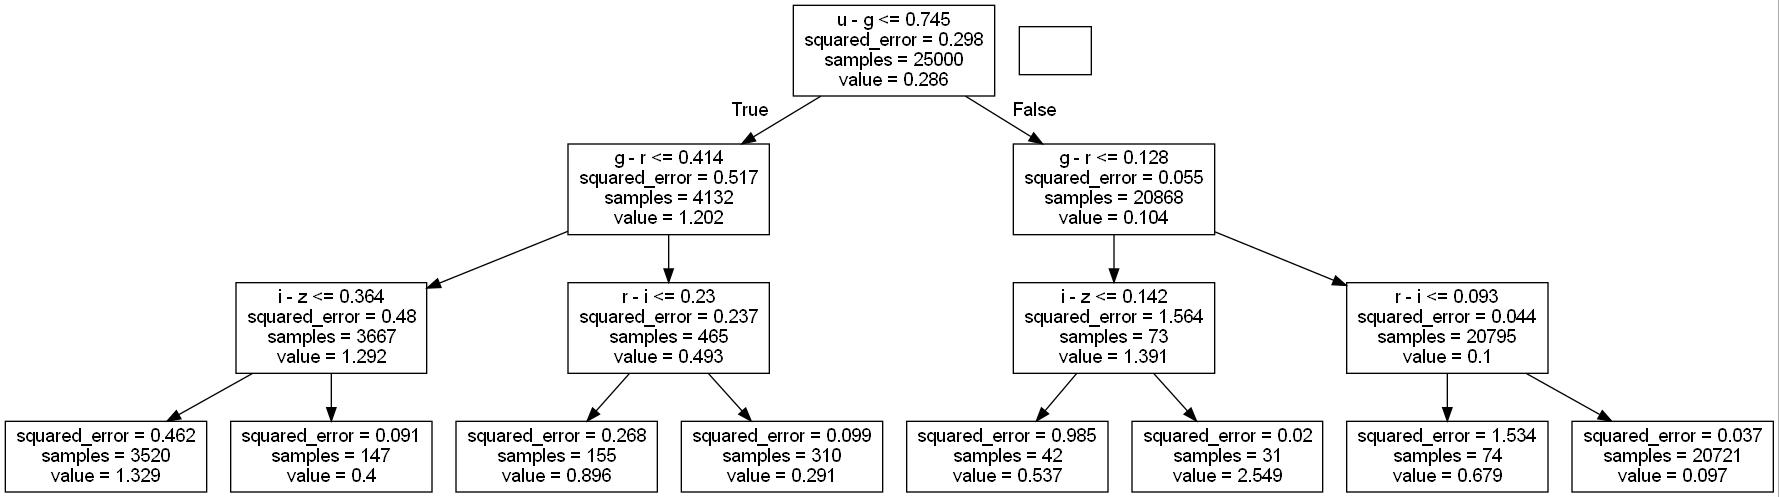 u - g <= 0.745
squared_error = 0.298
samples = 25000
value = 0.286
True
False
g - r <= 0.414
squared_error = 0.517
samples = 4132
value = 1.202
g - r <= 0.128
squared_error = 0.055
samples = 20868
value = 0.104
i - z <= 0.364
squared_error = 0.48
samples = 3667
value = 1.292
r - i <= 0.23
squared_error = 0.237
samples = 465
value = 0.493
i - z <= 0.142
squared_error = 1.564
samples = 73
value = 1.391
r - i <= 0.093
squared_error = 0.044
samples = 20795
value = 0.1
squared_error = 0.462
samples = 3520
value = 1.329
squared_error = 0.091
samples = 147
value = 0.4
squared_error = 0.268
samples = 155
value = 0.896
squared_error = 0.099
samples = 310
value = 0.291
squared_error = 0.985
samples = 42
value = 0.537
squared_error = 0.02
samples = 31
value = 2.549
squared_error = 1.534
samples = 74
value = 0.679
squared_error = 0.037
samples = 20721
value = 0.097